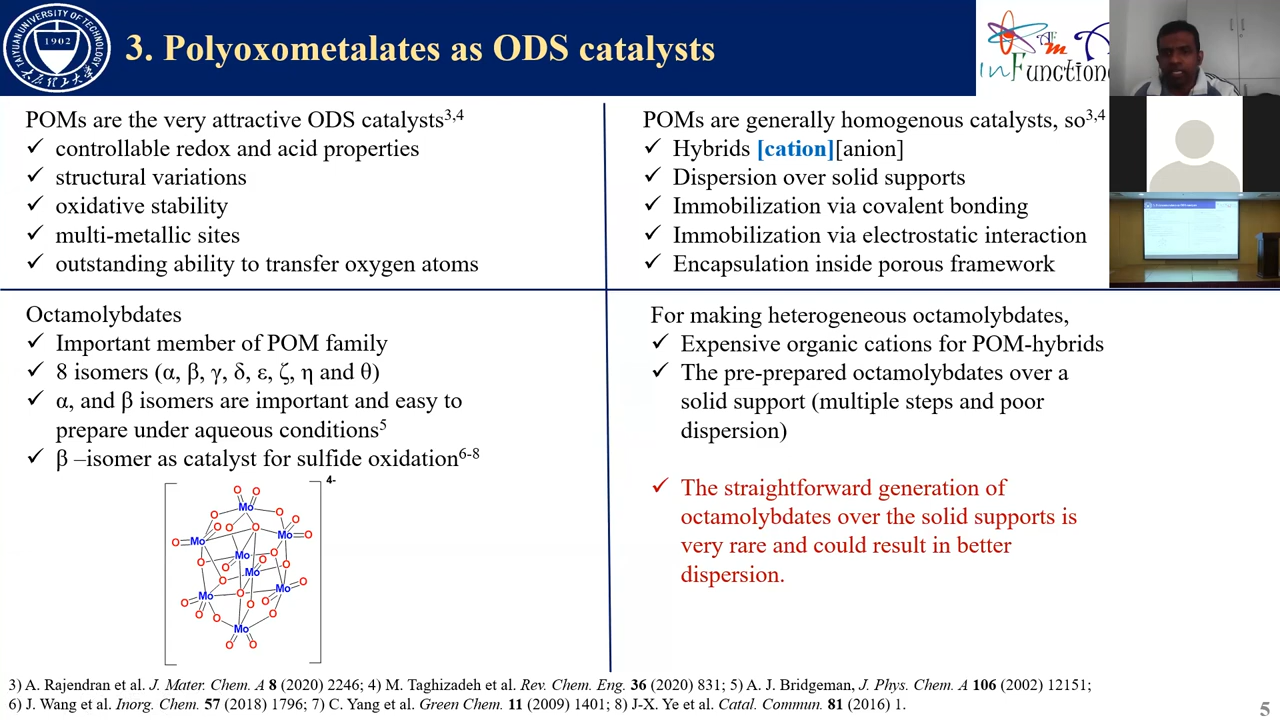 TAIYUAN UNIVERSITY OF TECHNOLOGY
1902
3. Polyoxometalates as ODS catalysts
inFunction
POMs are the very attractive ODS catalysts3,4
✓ controllable redox and acid properties
✓ structural variations
✓ oxidative stability
✓ multi-metallic sites
✓ outstanding ability to transfer oxygen atoms
POMs are generally homogenous catalysts, so3,4
✓ Hybrids [cation][anion]
✓ Dispersion over solid supports
✓ Immobilization via covalent bonding
✓ Immobilization via electrostatic interaction
✓ Encapsulation inside porous framework
Octamolybdates
✓ Important member of POM family
✓ 8 isomers (α, β, γ, δ, ε, ζ, η and θ)
✓ α, and β isomers are important and easy to
prepare under aqueous conditions5
✓ β –isomer as catalyst for sulfide oxidation6-8
4-
O O
Mo
O O
O O O O
Mo O
O Mo
Mo O
O O O
O Mo O
O O
Mo O Mo
O O O
O O O
Mo
O O
For making heterogeneous octamolybdates,
✓ Expensive organic cations for POM-hybrids
✓ The pre-prepared octamolybdates over a
solid support (multiple steps and poor
dispersion)
✓ The straightforward generation of
octamolybdates over the solid supports is
very rare and could result in better
dispersion.
3) A. Rajendran et al. J. Mater. Chem. A 8 (2020) 2246; 4) M. Taghizadeh et al. Rev. Chem. Eng. 36 (2020) 831; 5) A. J. Bridgeman, J. Phys. Chem. A 106 (2002) 12151;
6) J. Wang et al. Inorg. Chem. 57 (2018) 1796; 7) C. Yang et al. Green Chem. 11 (2009) 1401; 8) J-X. Ye et al. Catal. Commun. 81 (2016) 1.
5